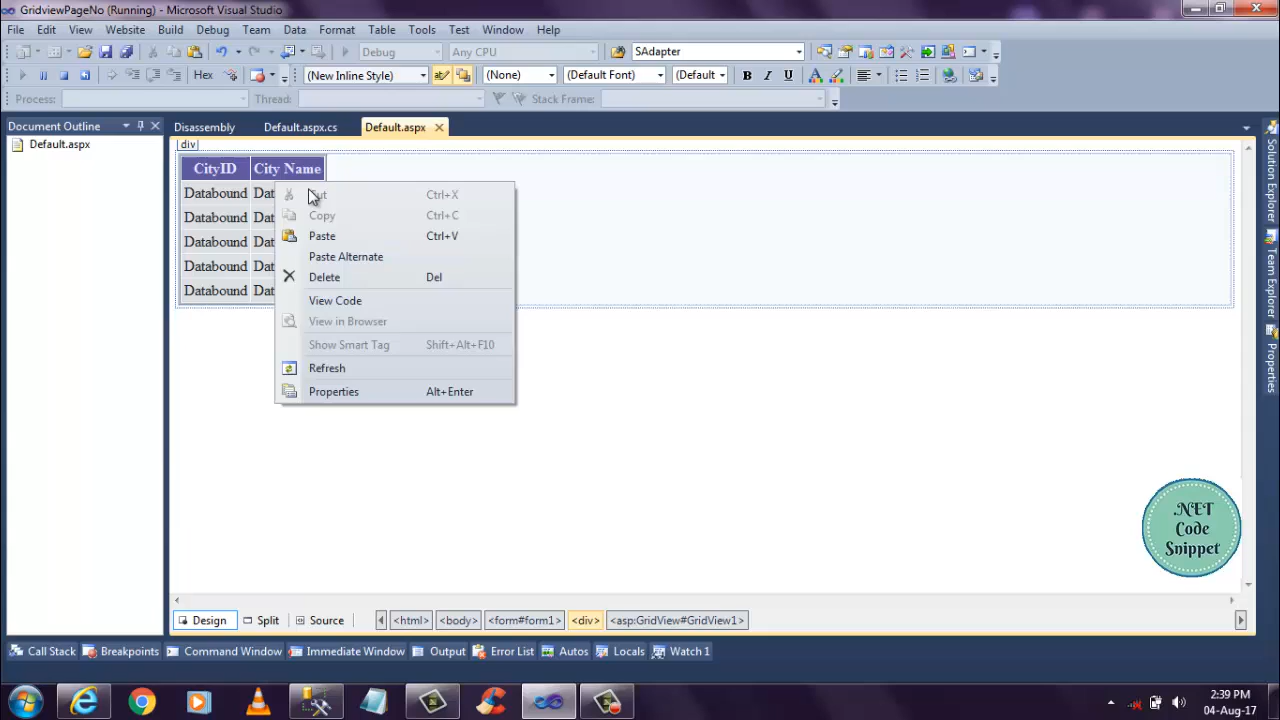 GridviewPageNo (Running) - Microsoft Visual Studio
File Edit View Website Build Debug Team Data Format Table Tools Test Window Help
Debug Any CPU SAdapter
Hex (New Inline Style) (None) (Default Font) (Default B I U A
Process: Thread: Stack Frame:
Document Outline
Disassembly Default.aspx.cs Default.aspx
Default.aspx
div
CityID City Name
Databound Dat
Databound Dat
Databound Dat
Databound Dat
Databound Dat
Ctrl+X
Copy Ctrl+C
Paste Ctrl+V
Paste Alternate
Delete Del
View Code
View in Browser
Show Smart Tag Shift+Alt+F10
Refresh
Properties Alt+Enter
Solution Explorer
Team Explorer
Properties
.NET
Code
Snippet
Design Split Source <html> <body> <form#form1> <div> <asp:GridView#GridView1>
Call Stack Breakpoints Command Window Immediate Window Output Error List Autos Locals Watch 1
2:39 PM
04-Aug-17